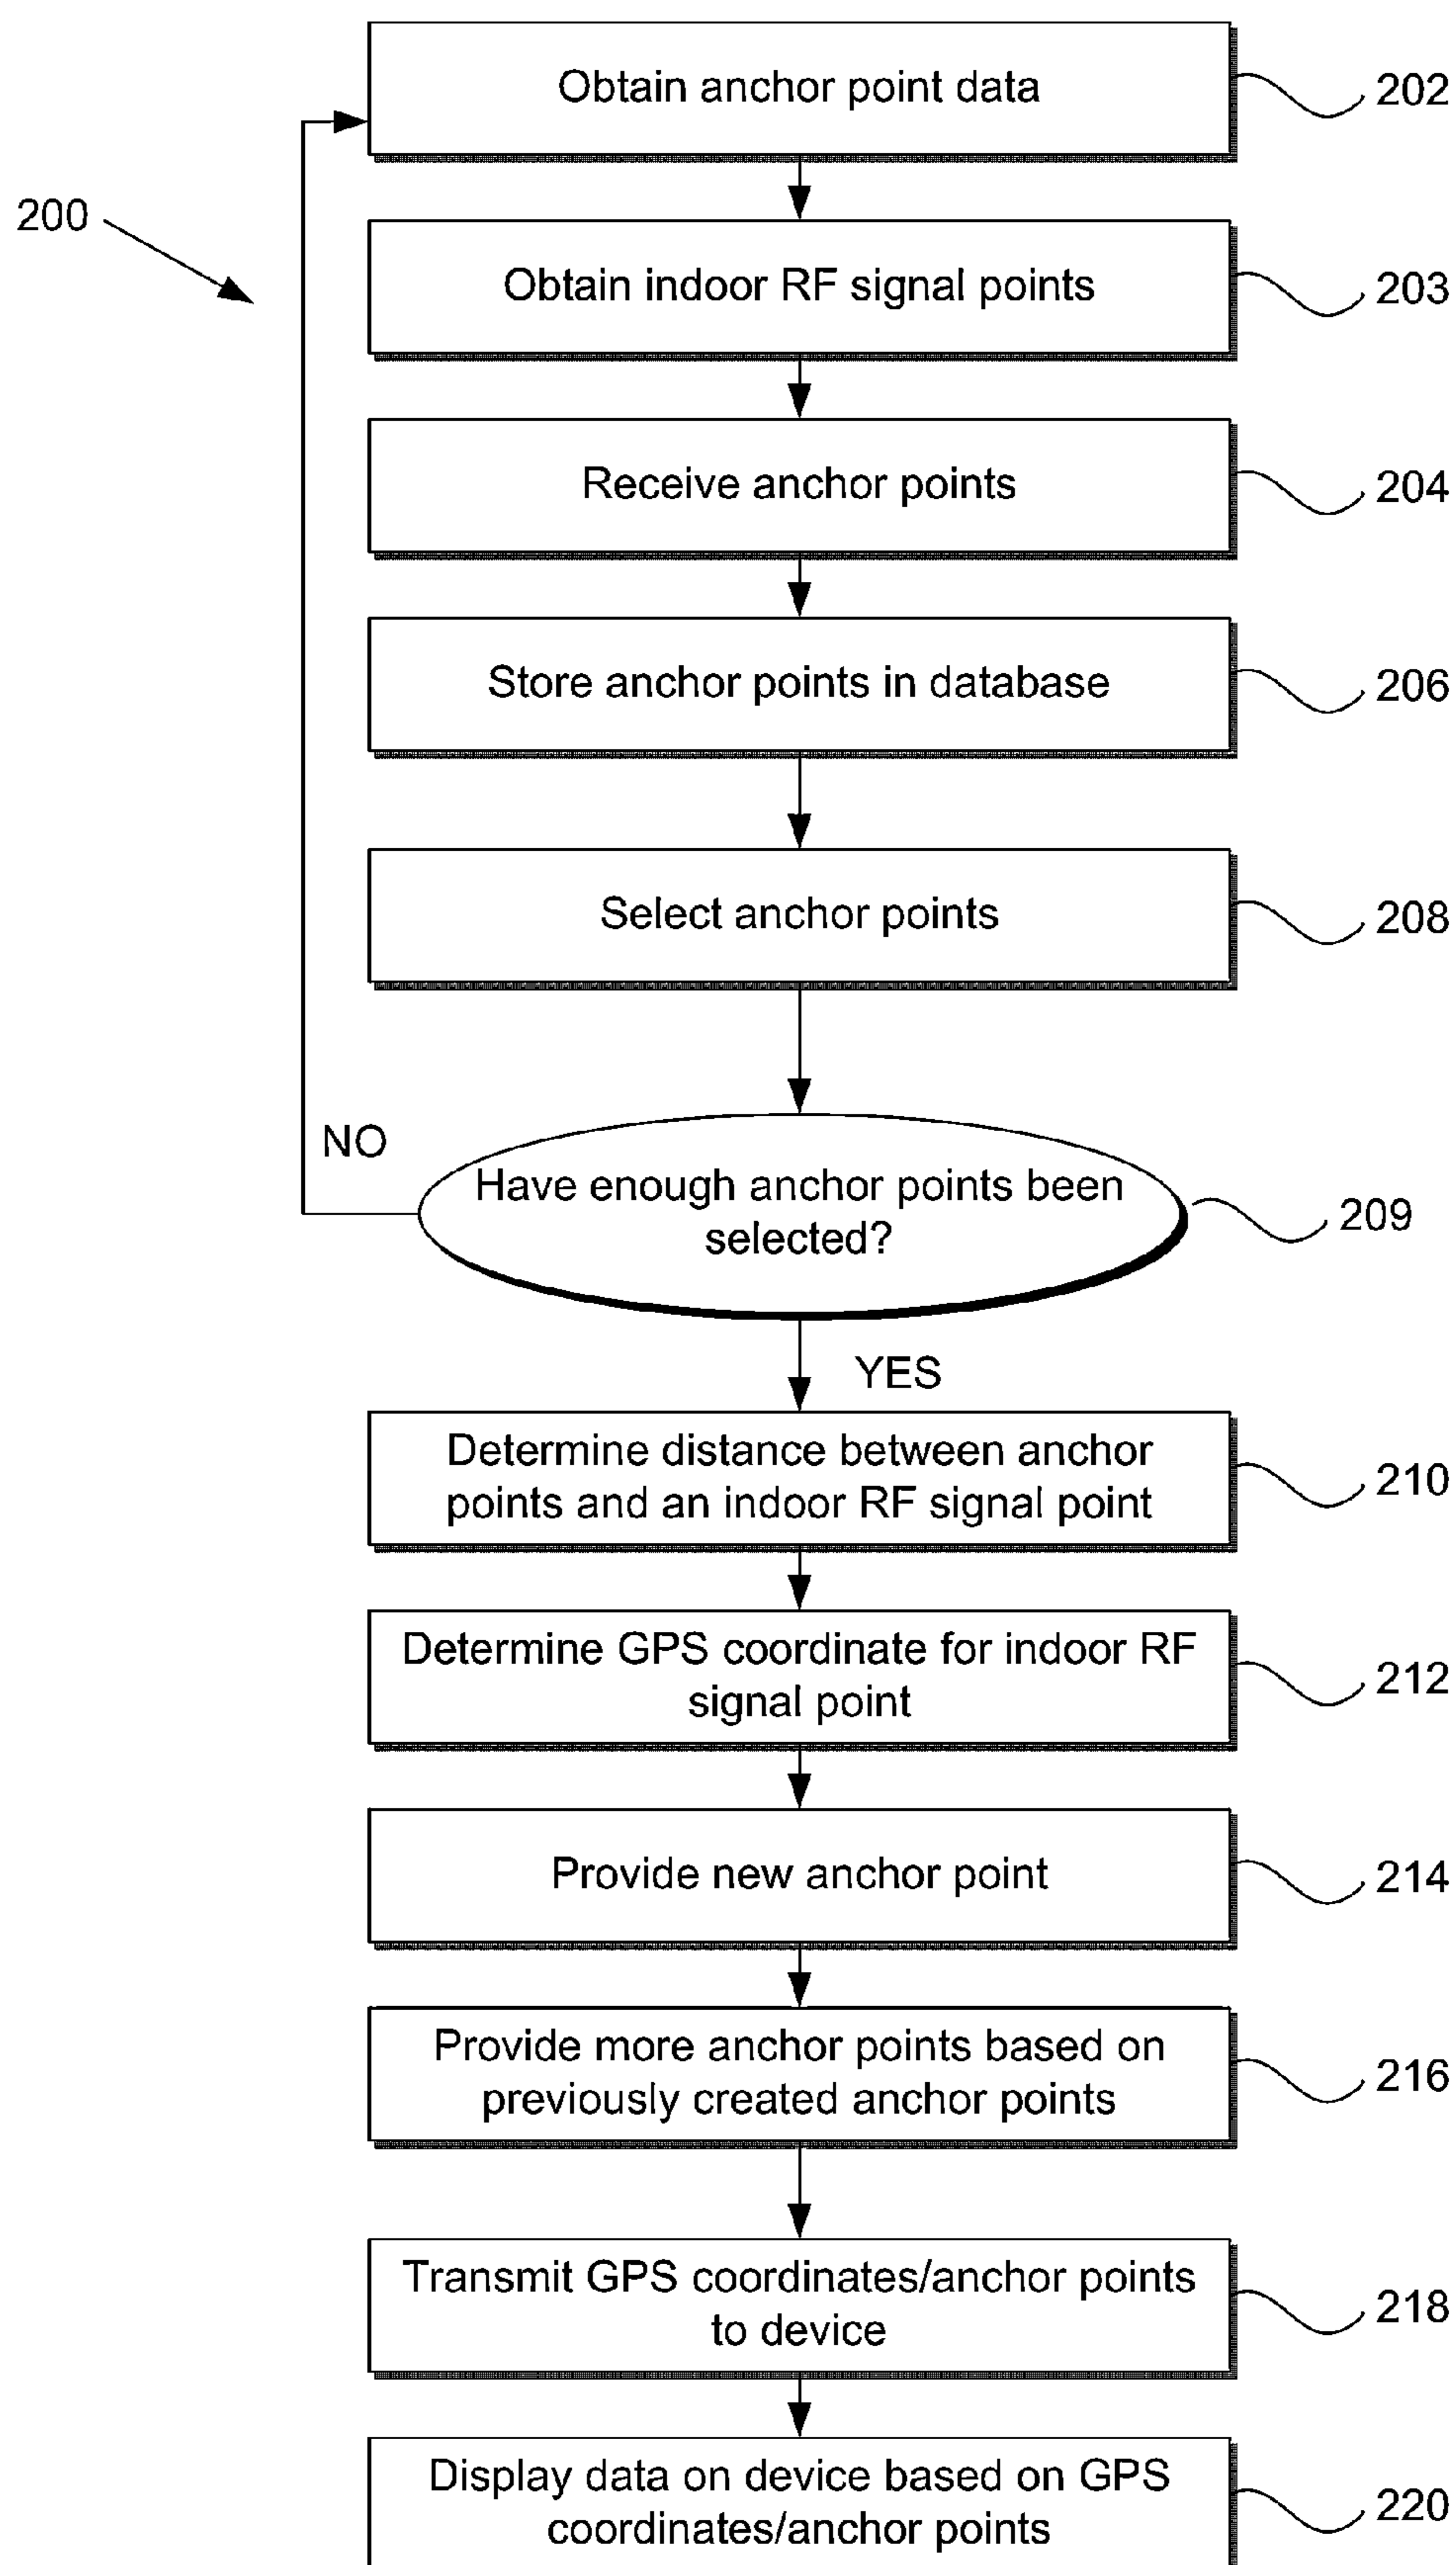 Obtain anchor point data
202
200
Obtain indoor RF signal points
203
Receive anchor points
204
Store anchor points in database
206
Select anchor points
208
NO
Have enough anchor points been
selected?
209
YES
Determine distance between anchor
points and an indoor RF signal point
210
Determine GPS coordinate for indoor RF
signal point
212
Provide new anchor point
214
Provide more anchor points based on
previously created anchor points
216
Transmit GPS coordinates/anchor points
to device
218
Display data on device based on GPS
coordinates/anchor points
220